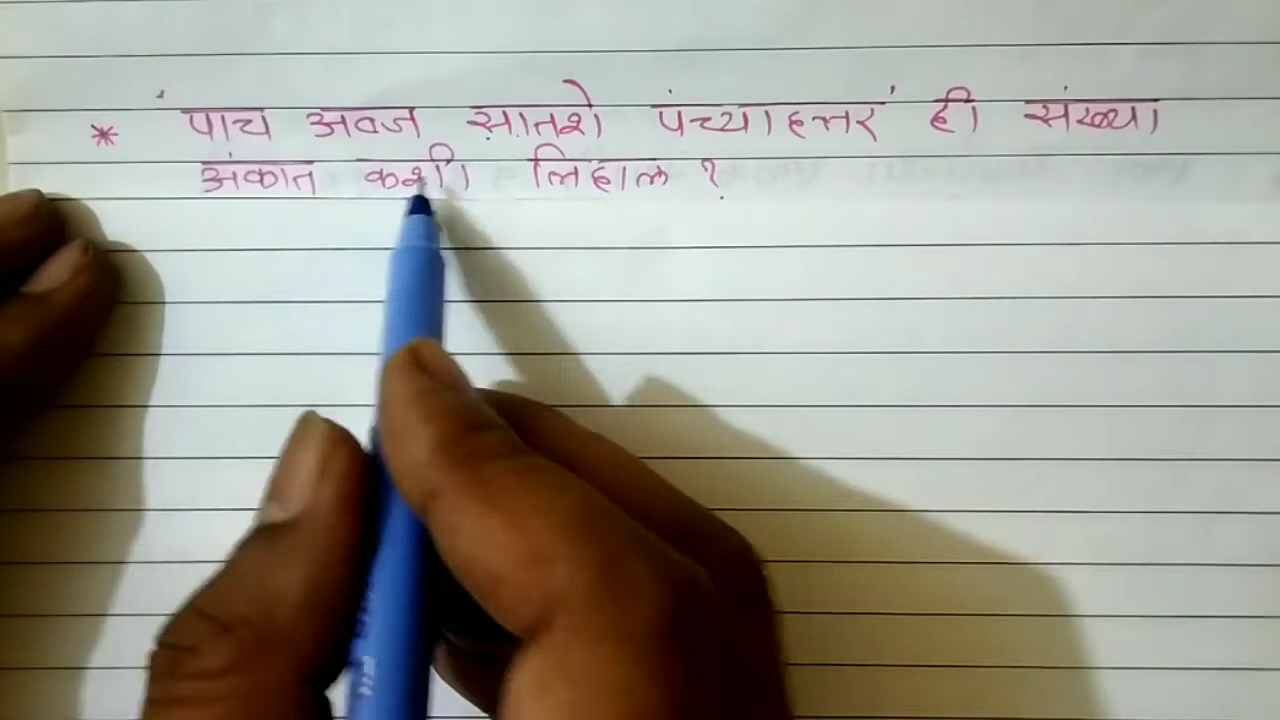 * पाच अब्ज सातशे पंच्याहत्तर ही संख्या
अंकात कशी लिहाल ?